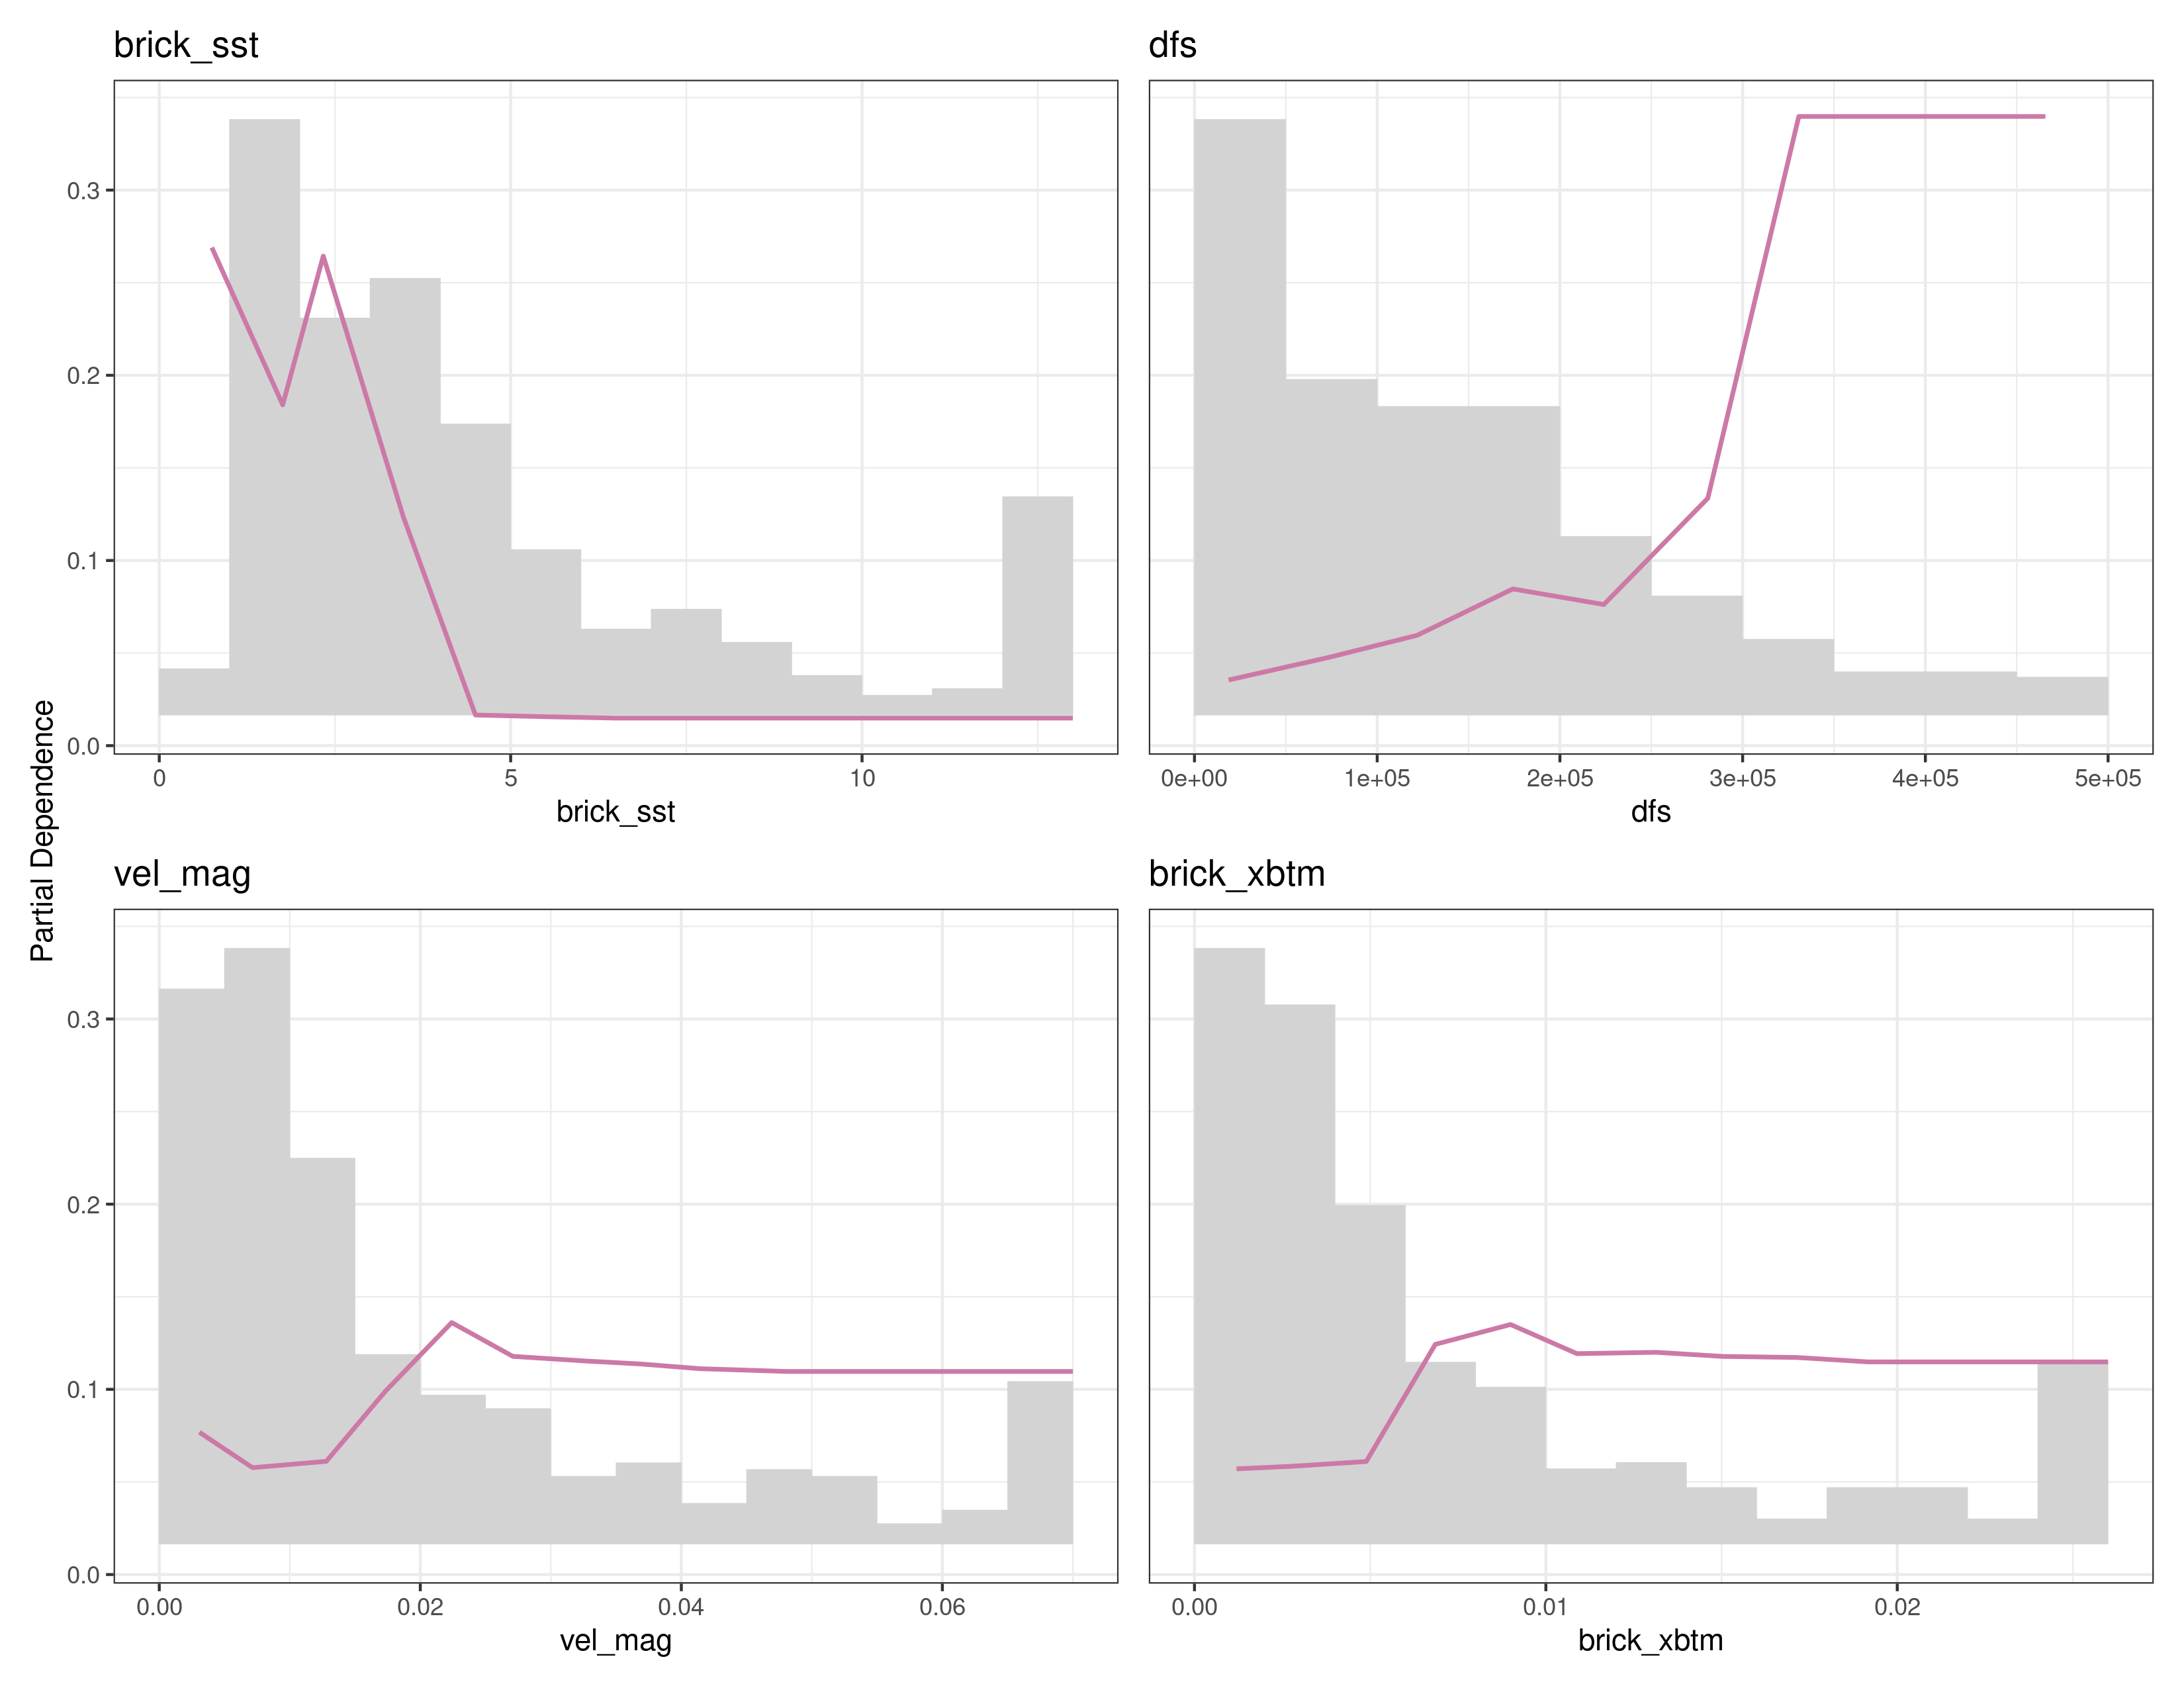 brick_sst
dfs
0.3
0.2
0.1
0.0
0 5 10
0e+00 1e+05 2e+05 3e+05 4e+05 5e+05
brick_sst
dfs
Partial Dependence
vel_mag
brick_xbtm
0.3
0.2
0.1
0.0
0.00 0.02 0.04 0.06
0.00 0.01 0.02
vel_mag
brick_xbtm